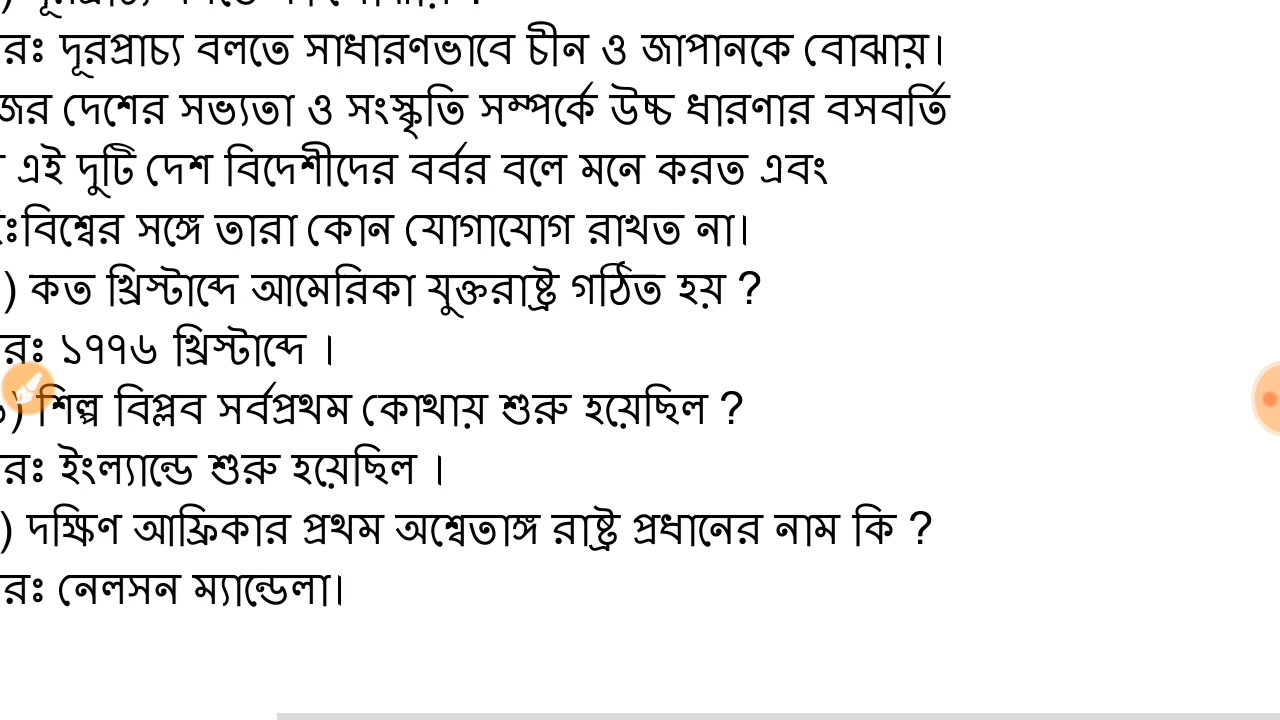 রঃ দূরপ্রাচ্য বলতে সাধারণভাবে চীন ও জাপানকে বোঝায়।
জর দেশের সভ্যতা ও সংস্কৃতি সম্পর্কে উচ্চ ধারণার বসবর্তি
এই দুটি দেশ বিদেশীদের বর্বর বলে মনে করত এবং
ঃবিশ্বের সঙ্গে তারা কোন যোগাযোগ রাখত না।
) কত খ্রিস্টাব্দে আমেরিকা যুক্তরাষ্ট্র গঠিত হয় ?
রঃ ১৭৭৬ খ্রিস্টাব্দে ।
) শিল্প বিপ্লব সর্বপ্রথম কোথায় শুরু হয়েছিল ?
রঃ ইংল্যান্ডে শুরু হয়েছিল ।
) দক্ষিণ আফ্রিকার প্রথম অশ্বেতাঙ্গ রাষ্ট্র প্রধানের নাম কি ?
রঃ নেলসন ম্যান্ডেলা।